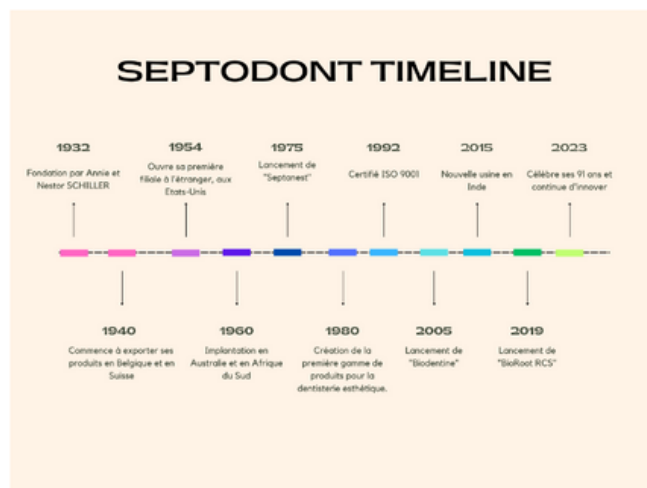 SEPTODONT TIMELINE
1932
Fondation par Annie et
Nestor SCHILLER
1954
Ouvre sa première
filiale à l'étranger, aux
Etats-Unis
1975
Lancement de
"Septanest"
1992
Certifié ISO 9001
2015
Nouvelle usine en
Inde
2023
Célèbre ses 91 ans et
continue d'innover
1940
Commence à exporter ses
produits en Belgique et en
Suisse
1960
Implantation en
Australie et en Afrique
du Sud
1980
Création de la
première gamme de
produits pour la
dentisterie esthétique.
2005
Lancement de
"Biodentine"
2019
Lancement de
"BioRoot RCS"